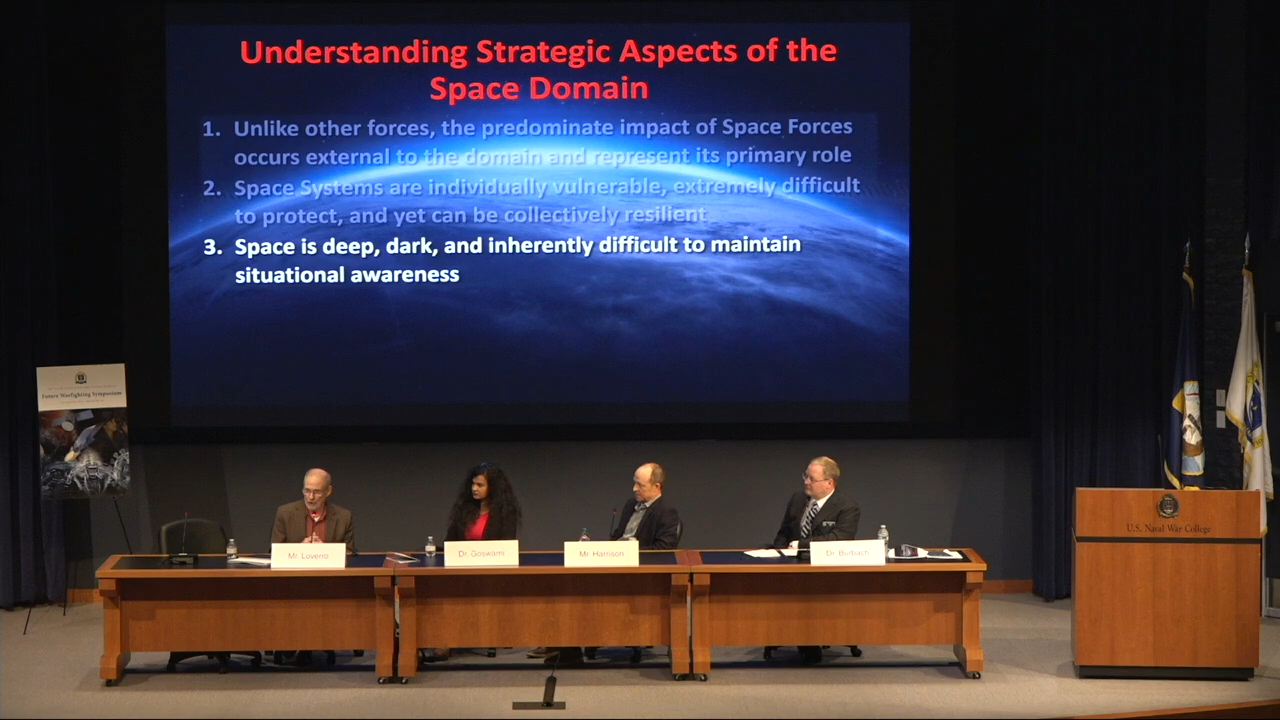 Understanding Strategic Aspects of the
Space Domain
1. Unlike other forces, the predominate impact of Space Forces
occurs external to the domain and represent its primary role
2. Space Systems are individually vulnerable, extremely difficult
to protect, and yet can be collectively resilient
3. Space is deep, dark, and inherently difficult to maintain
situational awareness
Future Warfighting Symposium
Mr. Loverro
Dr. Goswami
Mr. Harrison
Dr. Burbach
U.S. Naval War College